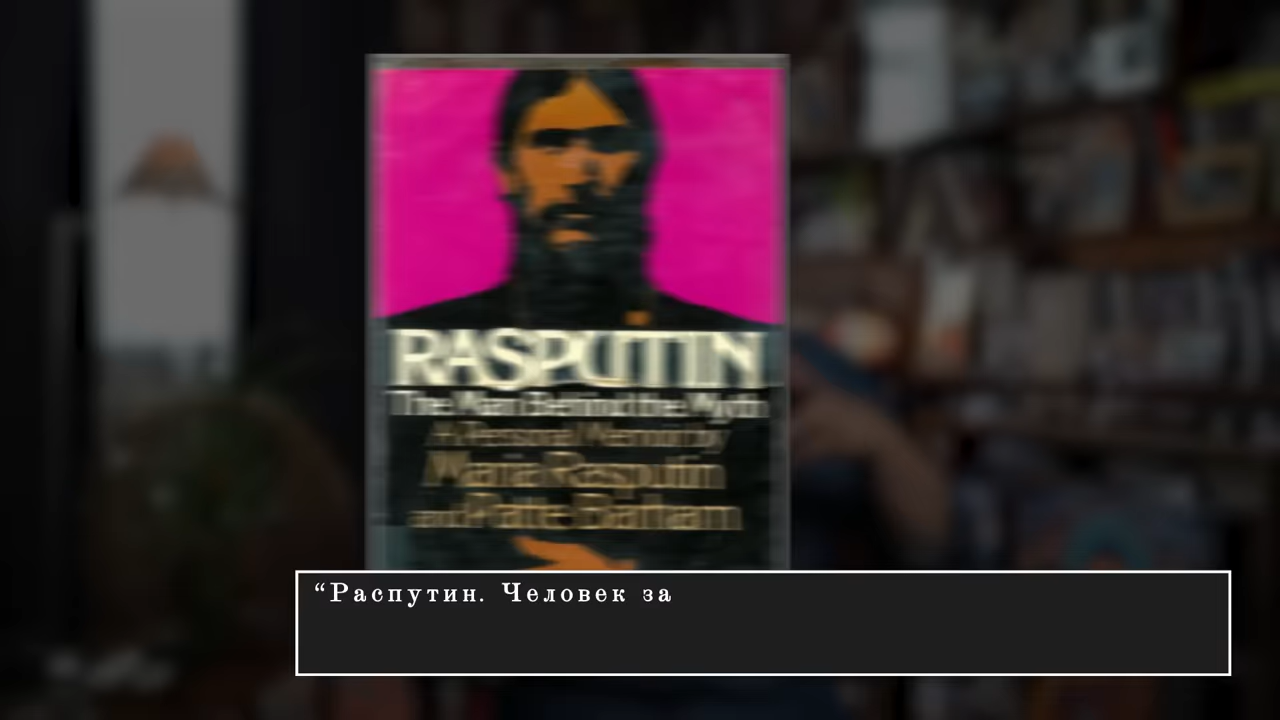 RASPUTIN
The Man Behind the Myth
A Personal Memoir by
Maria Rasputin
and Patte Barham
“Распутин. Человек за